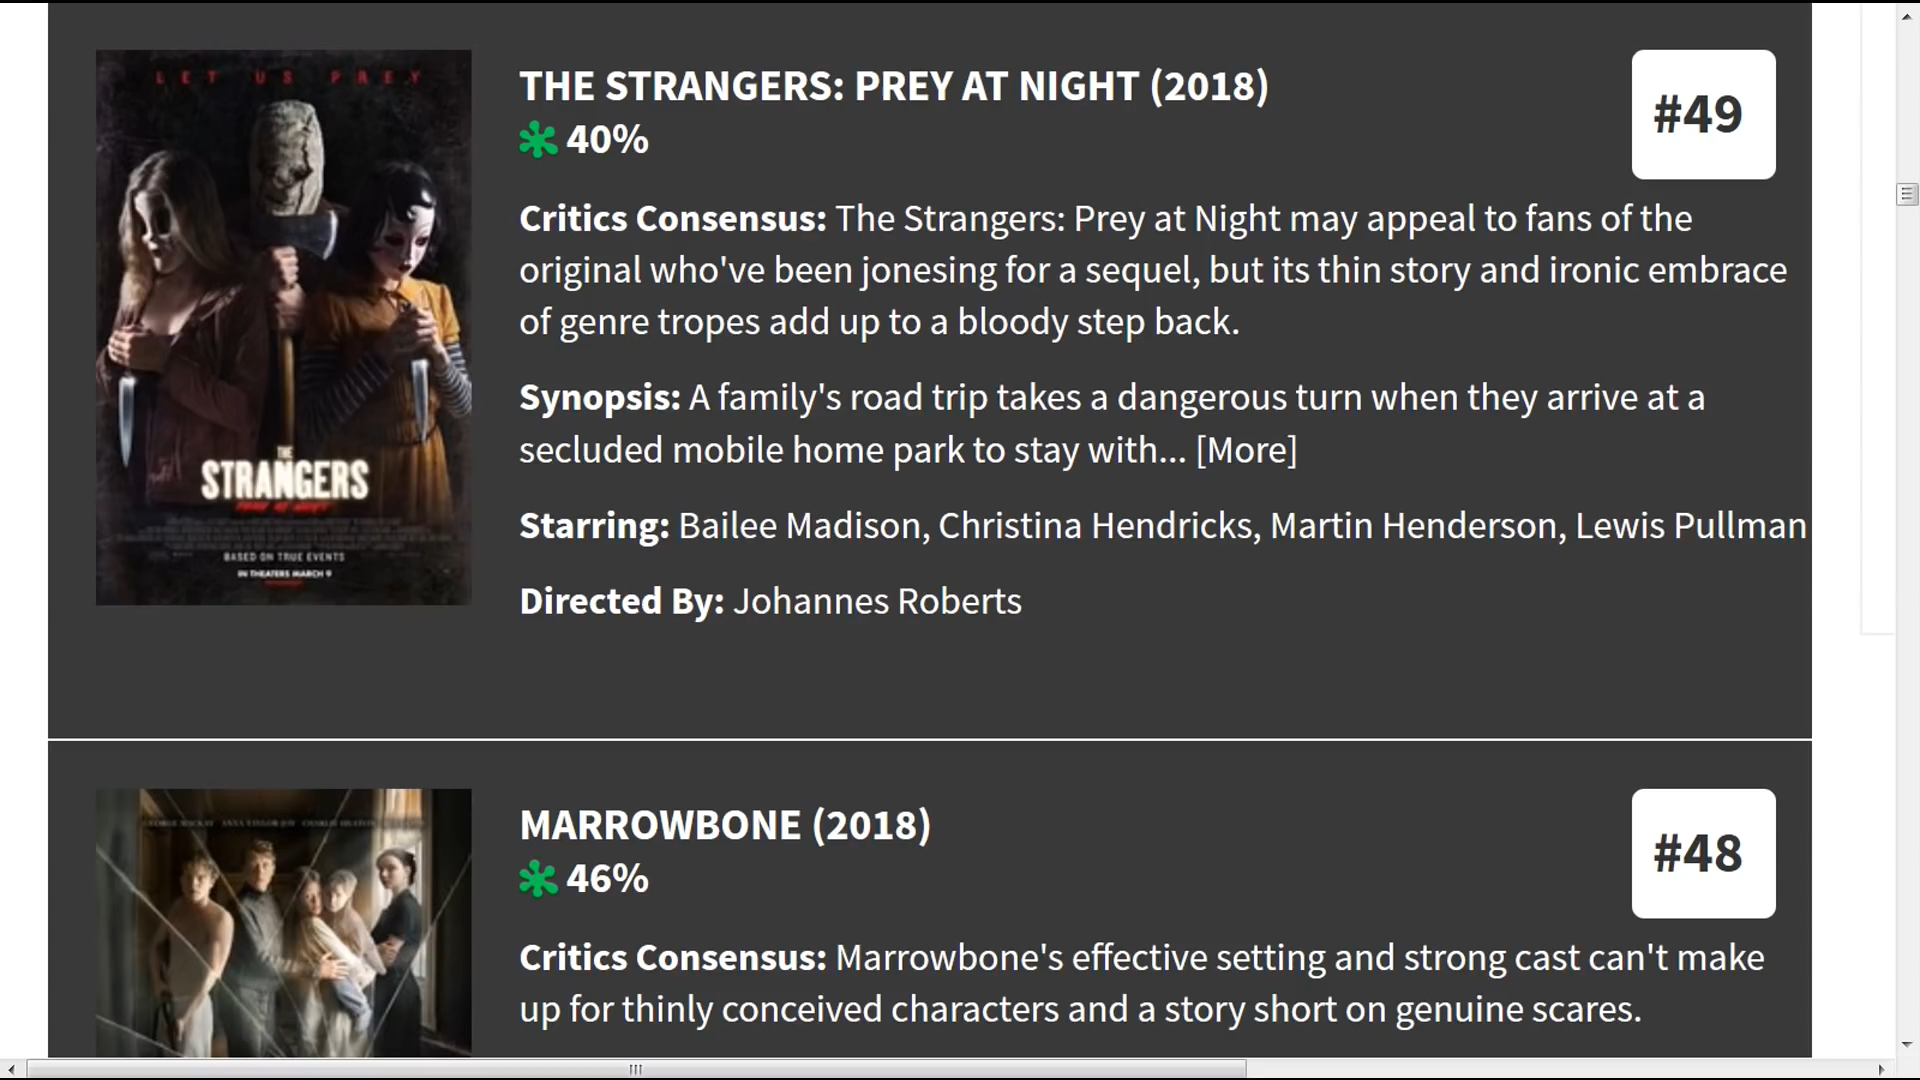 LET US PREY
THE
STRANGERS
PREY AT NIGHT
BASED ON TRUE EVENTS
IN THEATERS MARCH 9
THE STRANGERS: PREY AT NIGHT (2018)
40%
#49
Critics Consensus: The Strangers: Prey at Night may appeal to fans of the
original who've been jonesing for a sequel, but its thin story and ironic embrace
of genre tropes add up to a bloody step back.
Synopsis: A family's road trip takes a dangerous turn when they arrive at a
secluded mobile home park to stay with... [More]
Starring: Bailee Madison, Christina Hendricks, Martin Henderson, Lewis Pullman
Directed By: Johannes Roberts
MARROWBONE (2018)
46%
#48
Critics Consensus: Marrowbone's effective setting and strong cast can't make
up for thinly conceived characters and a story short on genuine scares.